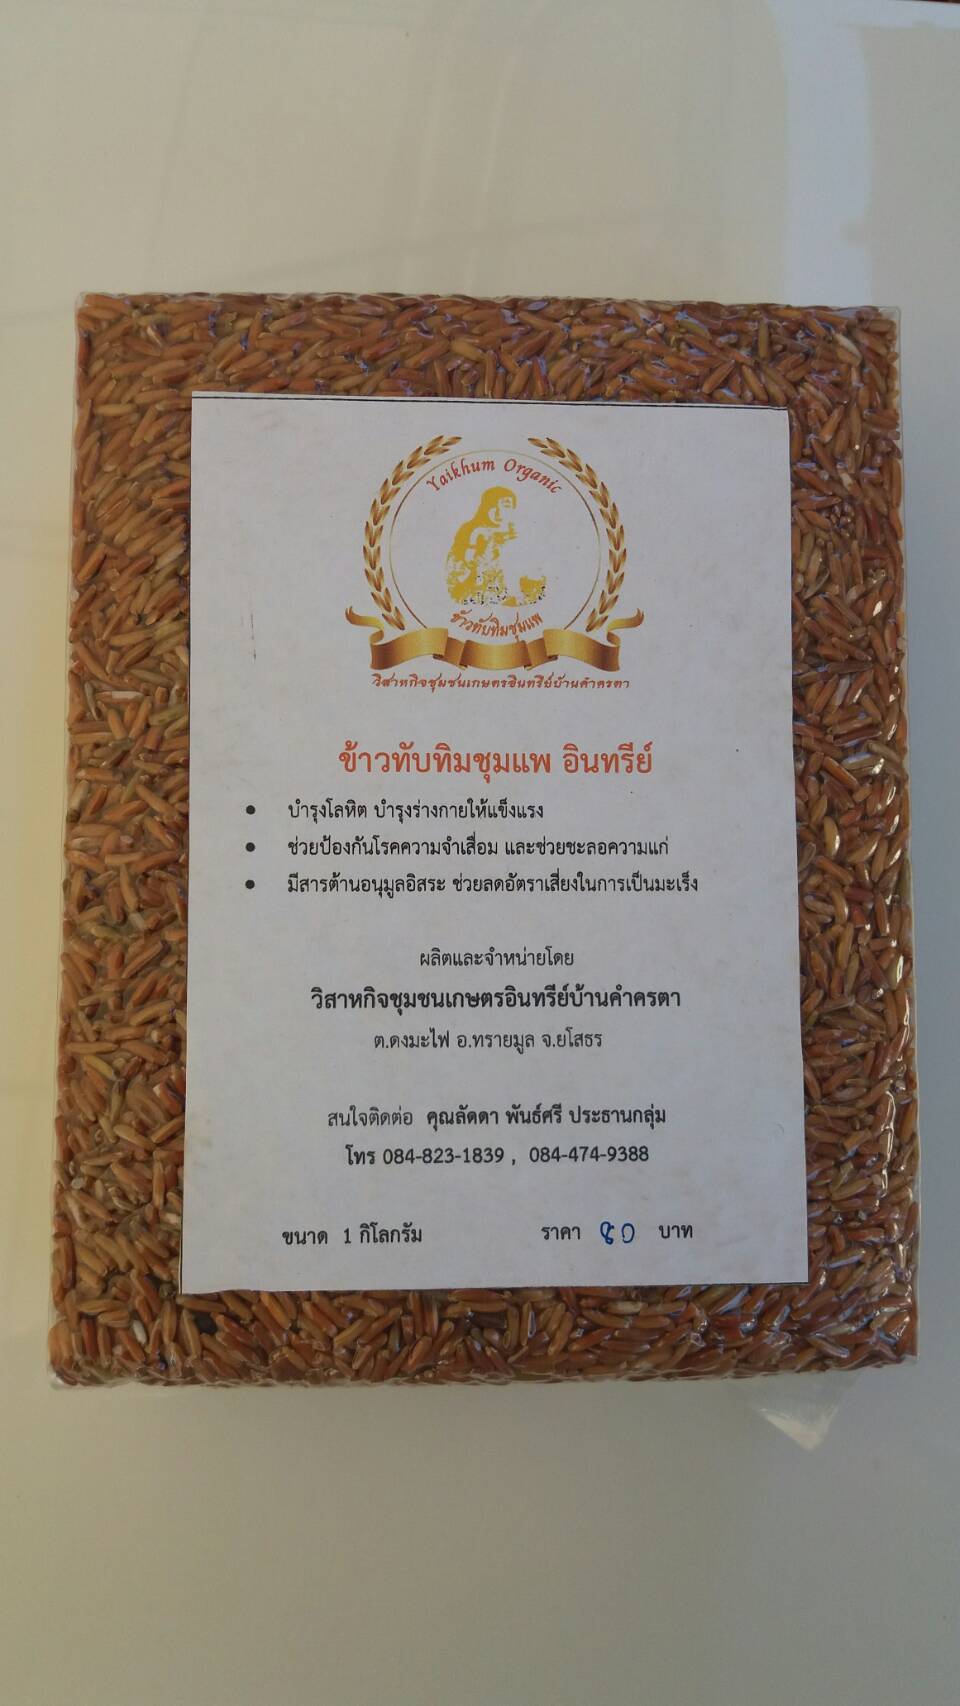 Yaikhum Organic
ข้าวทับทิมชุมแพ
วิสาหกิจชุมชนเกษตรอินทรีย์บ้านคำครตา
ข้าวทับทิมชุมแพ อินทรีย์
• บำรุงโลหิต บำรุงร่างกายให้แข็งแรง
• ช่วยป้องกันโรคความจำเสื่อม และช่วยชะลอความแก่
• มีสารต้านอนุมูลอิสระ ช่วยลดอัตราเสี่ยงในการเป็นมะเร็ง
ผลิตและจำหน่ายโดย
วิสาหกิจชุมชนเกษตรอินทรีย์บ้านคำครตา
ต.ดงมะไฟ อ.ทรายมูล จ.ยโสธร
สนใจติดต่อ คุณลัดดา พันธ์ศรี ประธานกลุ่ม
โทร 084-823-1839 , 084-474-9388
ขนาด 1 กิโลกรัม ราคา 80 บาท